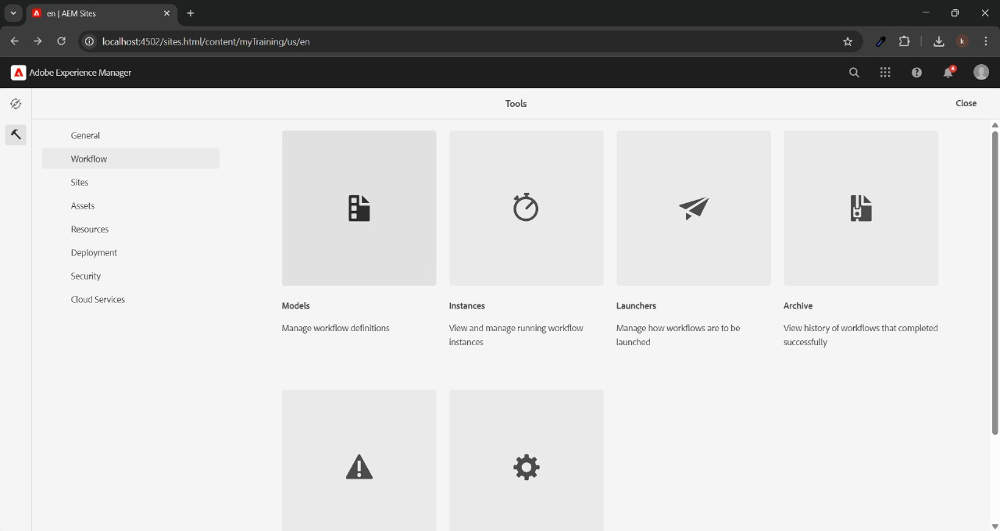 en | AEM Sites
localhost:4502/sites.html/content/myTraining/us/en
k
Adobe Experience Manager
4
Tools
Close
General
Workflow
Sites
Assets
Resources
Deployment
Security
Cloud Services
Models
Manage workflow definitions
Instances
View and manage running workflow
instances
Launchers
Manage how workflows are to be
launched
Archive
View history of workflows that completed
successfully